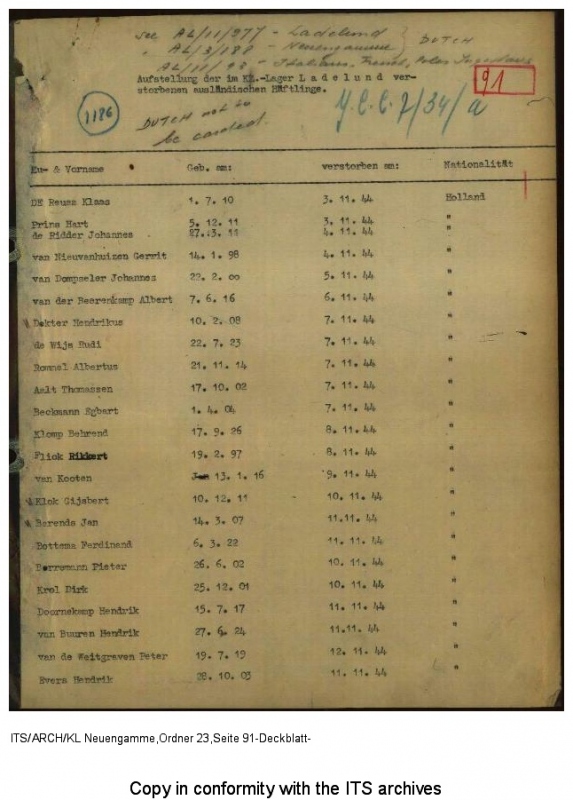 see AL/11/977 - Ladelund
" AL/3/188 - Neuengamme } DUTCH
AL/11/93 - Italians, French, Poles
91
Aufstellung der im KZ.-Lager L a d e l u n d ver-
storbenen ausländischen Häftlinge.
1186
DUTCH not to
be carded.
Y.C.C. 7/34/a
Zu- & Vorname Geb. am: verstorben am: Nationalität
DE Reuss Klaas 1. 7. 10 3. 11. 44 Holland
Prins Hart 5. 12. 11 3. 11. 44 "
de Ridder Johannes 27. 3. 11 4. 11. 44 "
van Nieuvanhuizen Gerwit 14. 1. 98 4. 11. 44 "
van Dompseler Johannes 22. 2. 00 5. 11. 44 "
van der Beerenkamp Albert 7. 6. 16 6. 11. 44 "
Dekter Hendrikus 10. 2. 08 7. 11. 44 "
de Wijs Rudi 22. 7. 23 7. 11. 44 "
Albertus 21. 11. 14 7. 11. 44 "
Aalt Thomassen 17. 10. 02 7. 11. 44 "
Beckmann Egbart 1. 4. 04 7. 11. 44 "
Klomp Behrend 17. 9. 26 8. 11. 44 "
Fliek Rikkert 19. 2. 97 8. 11. 44 "
van Kooten 13. 1. 16 9. 11. 44 "
Klok Gijsbert 10. 12. 11 10. 11. 44 "
Barends Jan 14. 3. 07 11.11. 44 "
Bottema Ferdinand 6. 3. 22 11. 11. 44 "
Borremann Pieter 26. 6. 02 10. 11. 44 "
Krol Dirk 25. 12. 01 10. 11. 44 "
Doornekamp Hendrik 15. 7. 17 11. 11. 44 "
van Buuren Hendrik 27. 6. 24 11.11. 44 "
van de Weitgraven Peter 19. 7. 19 12. 11. 44 "
Evers Hendrik 28. 10. 03 11. 11. 44 "
ITS/ARCH/KL Neuengamme,Ordner 23,Seite 91-Deckblatt-
Copy in conformity with the ITS archives